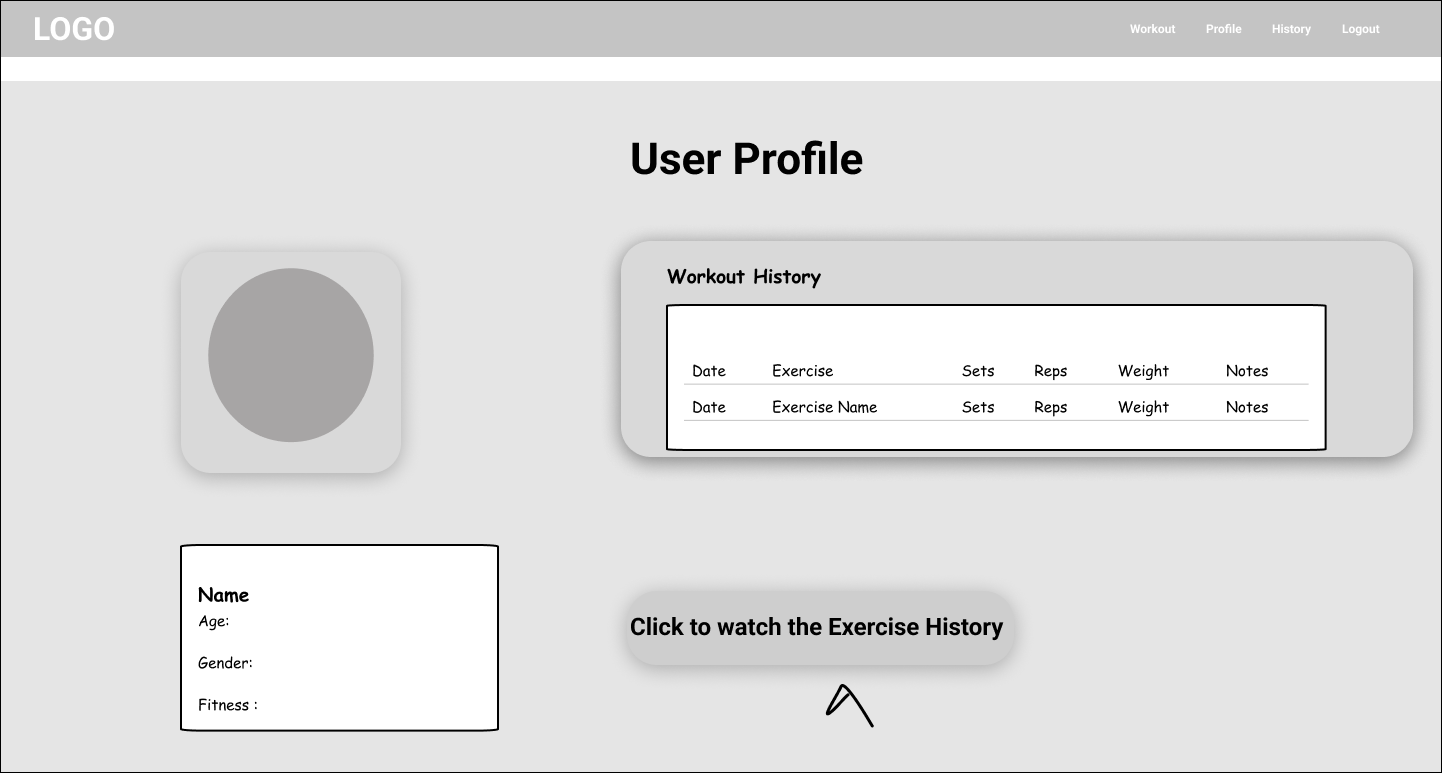 LOGO
Workout Profile History Logout
User Profile
Workout History
Date Exercise Sets Reps Weight Notes
Date Exercise Name Sets Reps Weight Notes
Name
Age:
Gender:
Fitness :
Click to watch the Exercise History